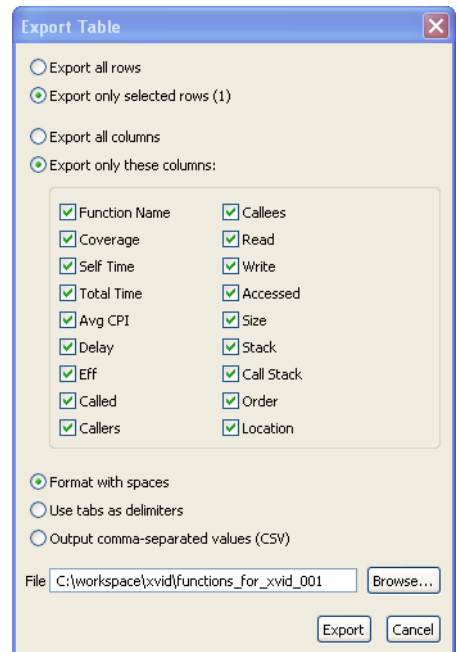 Export Table
Export all rows
Export only selected rows (1)
Export all columns
Export only these columns:
Function Name Callees
Coverage Read
Self Time Write
Total Time Accessed
Avg CPI Size
Delay Stack
Eff Call Stack
Called Order
Callers Location
Format with spaces
Use tabs as delimiters
Output comma-separated values (CSV)
File C:\workspace\xvid\functions_for_xvid_001 Browse...
Export Cancel